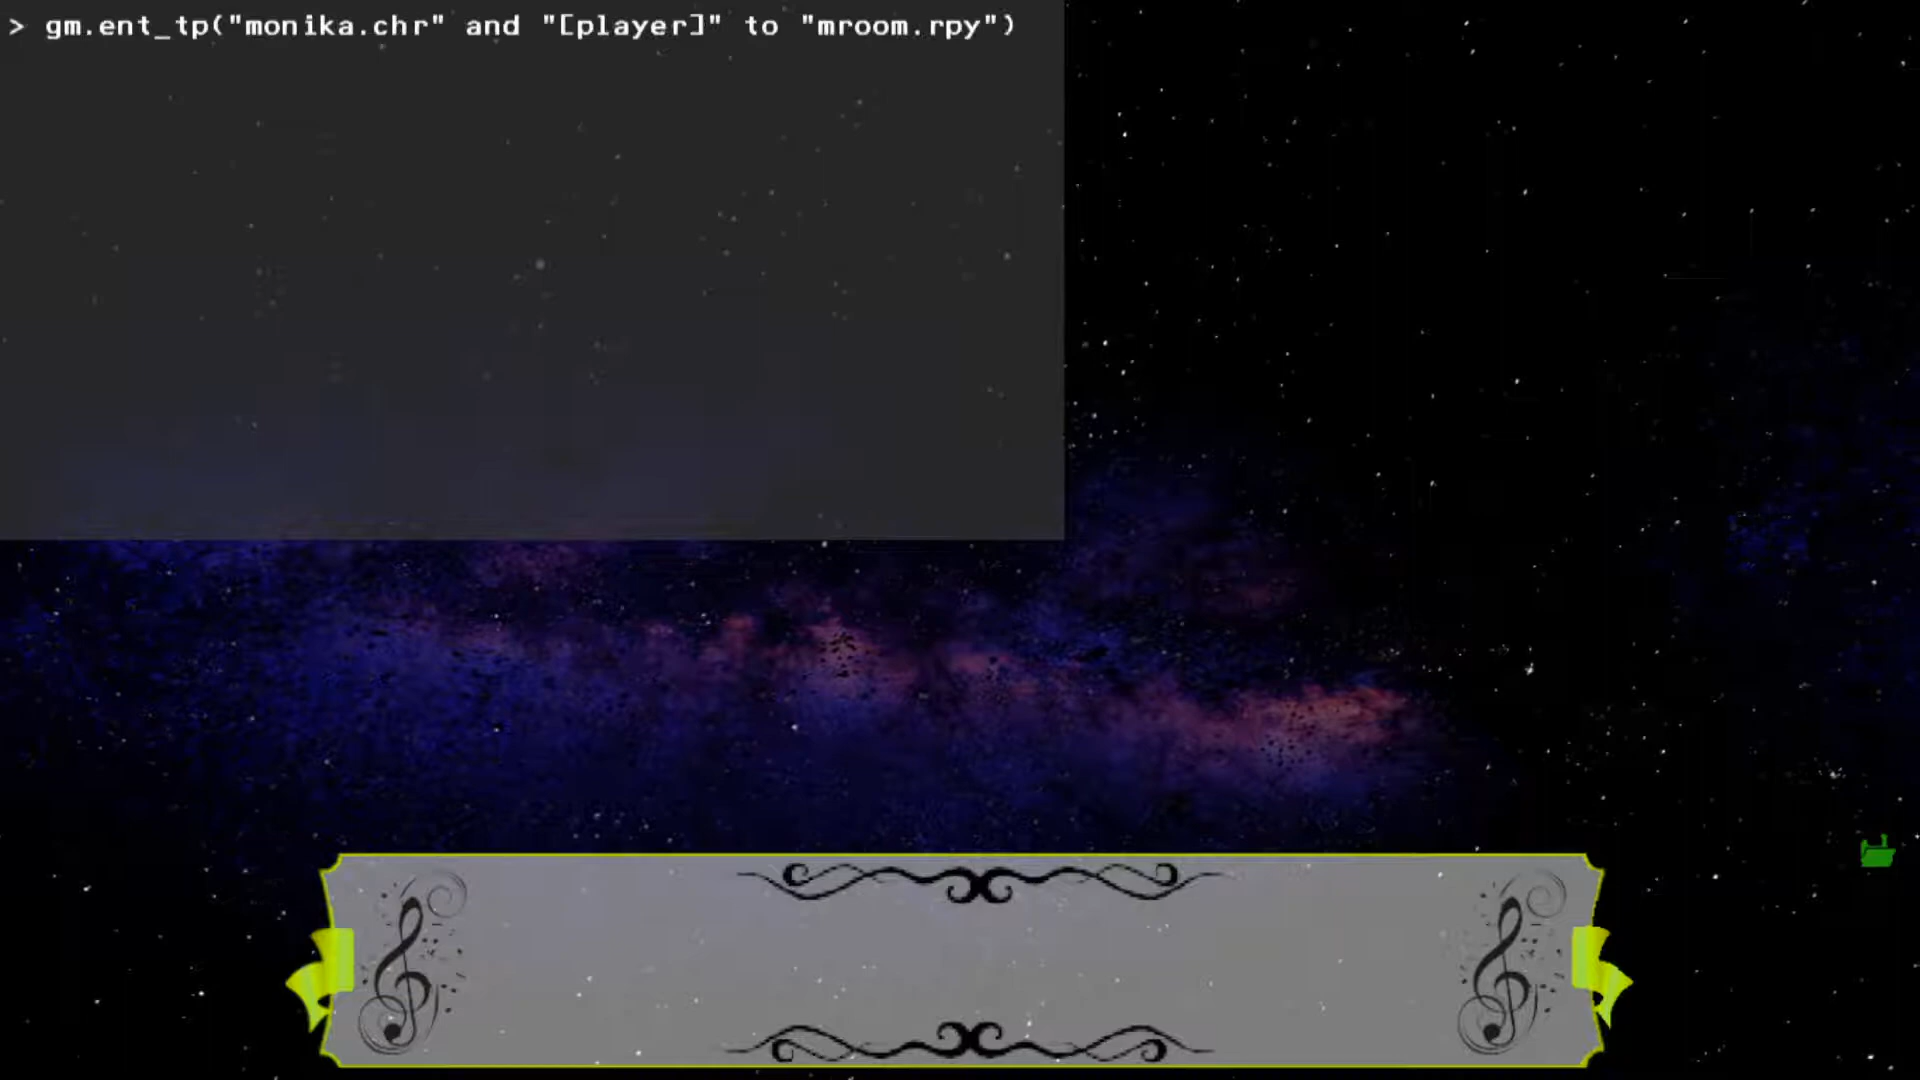 > gm.ent_tp("monika.chr" and "[player]" to "mroom.rpy")